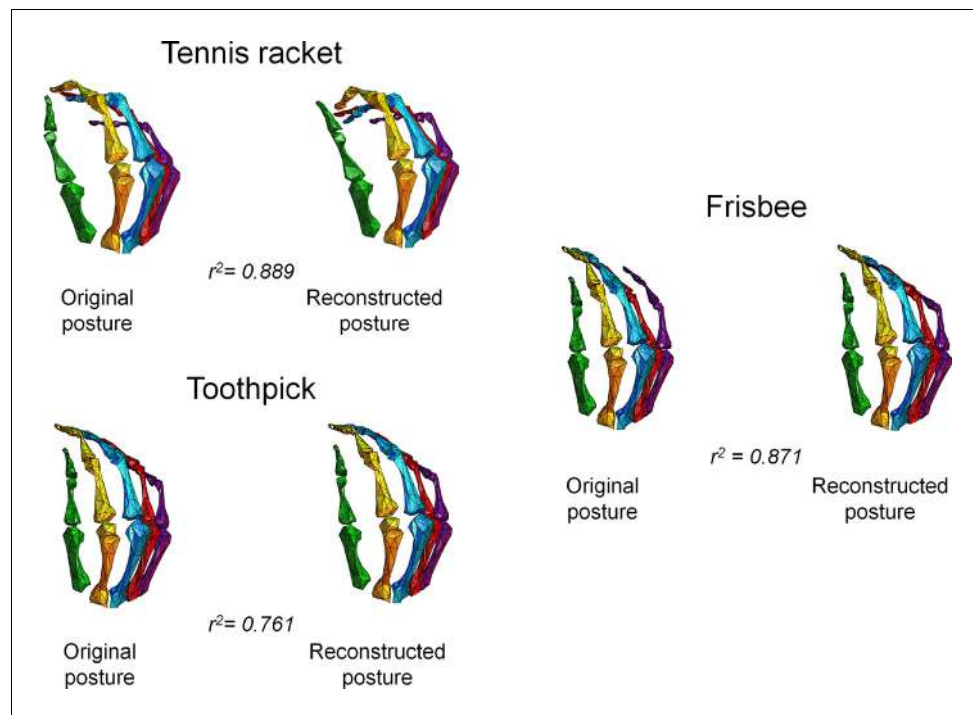 Tennis racket
r²= 0.889
Original
posture
Reconstructed
posture
Toothpick
r²= 0.761
Original
posture
Reconstructed
posture
Frisbee
r² = 0.871
Original
posture
Reconstructed
posture